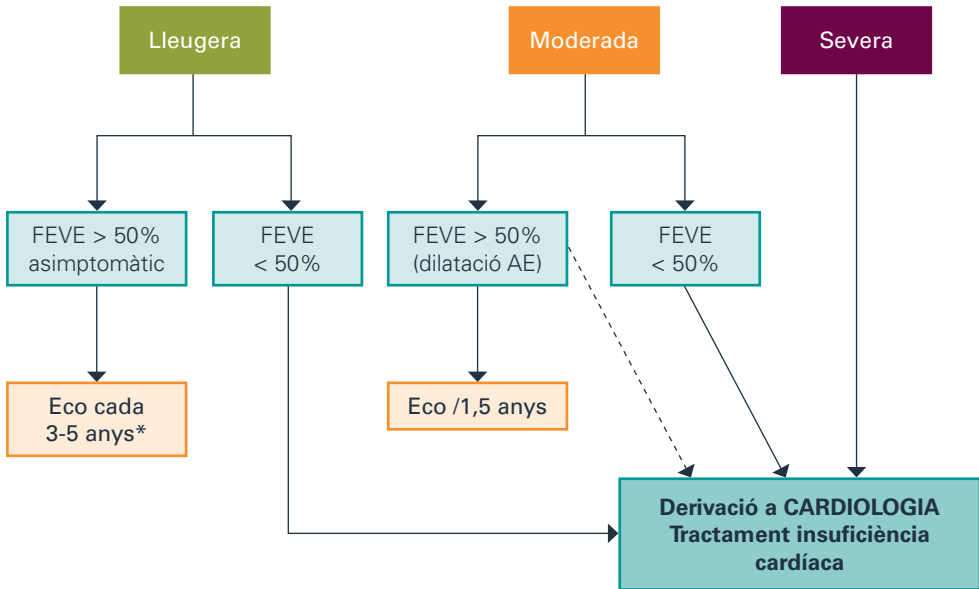 Lleugera
Moderada
Severa
FEVE > 50%
asimptomàtic
FEVE
< 50%
FEVE > 50%
(dilatació AE)
FEVE
< 50%
Eco cada
3-5 anys*
Eco /1,5 anys
Derivació a CARDIOLOGIA
Tractament insuficiència
cardíaca